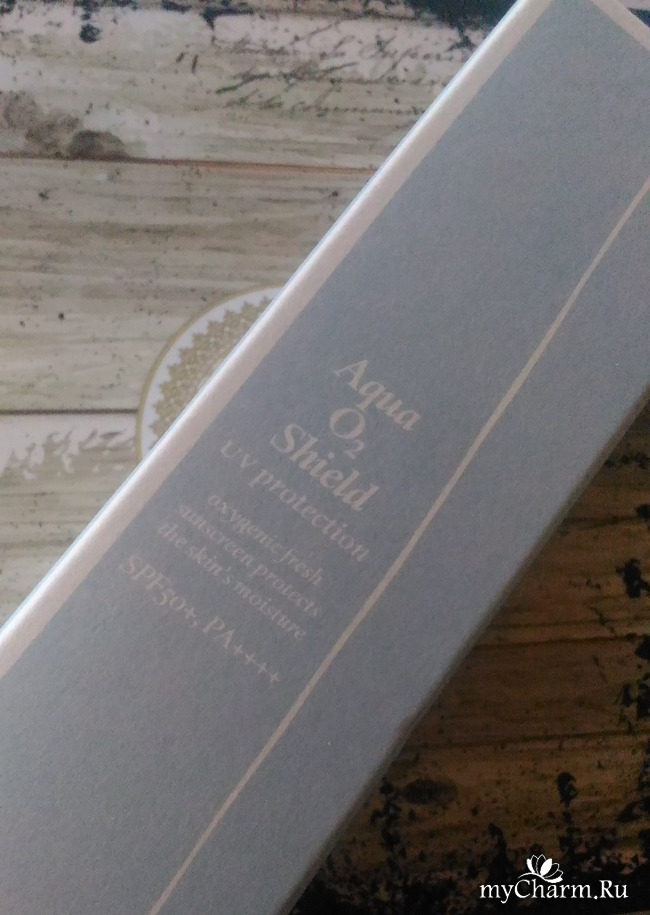 Aqua
O₂
Shield
UV protection
oxygenic fresh
sunscreen protects
the skin's moisture
SPF50+, PA++++
myCharm.Ru